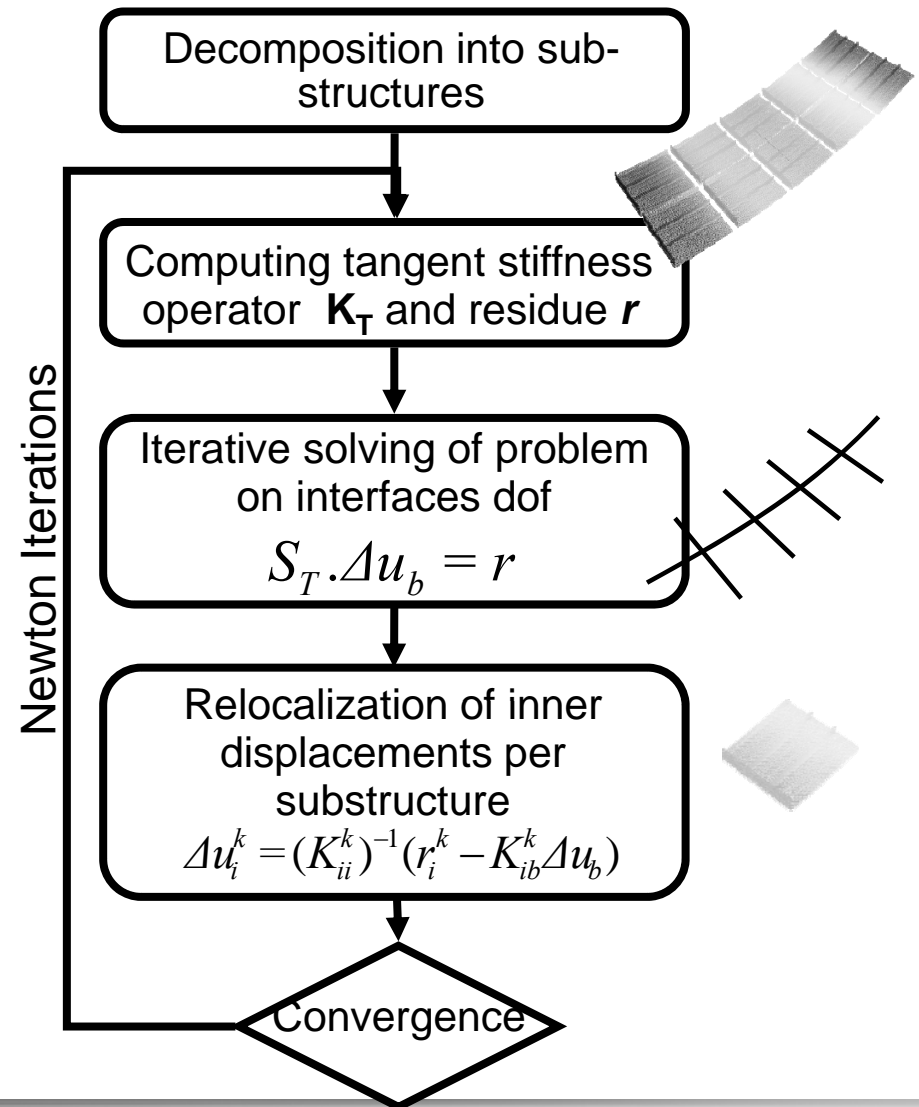 Decomposition into sub-
structures
Computing tangent stiffness
operator K_T and residue r
Iterative solving of problem
on interfaces dof
S_T.Δu_b = r
Relocalization of inner
displacements per
substructure
Δu_i^k = (K_ii^k)^−1(r_i^k − K_ib^k Δu_b)
Convergence
Newton Iterations